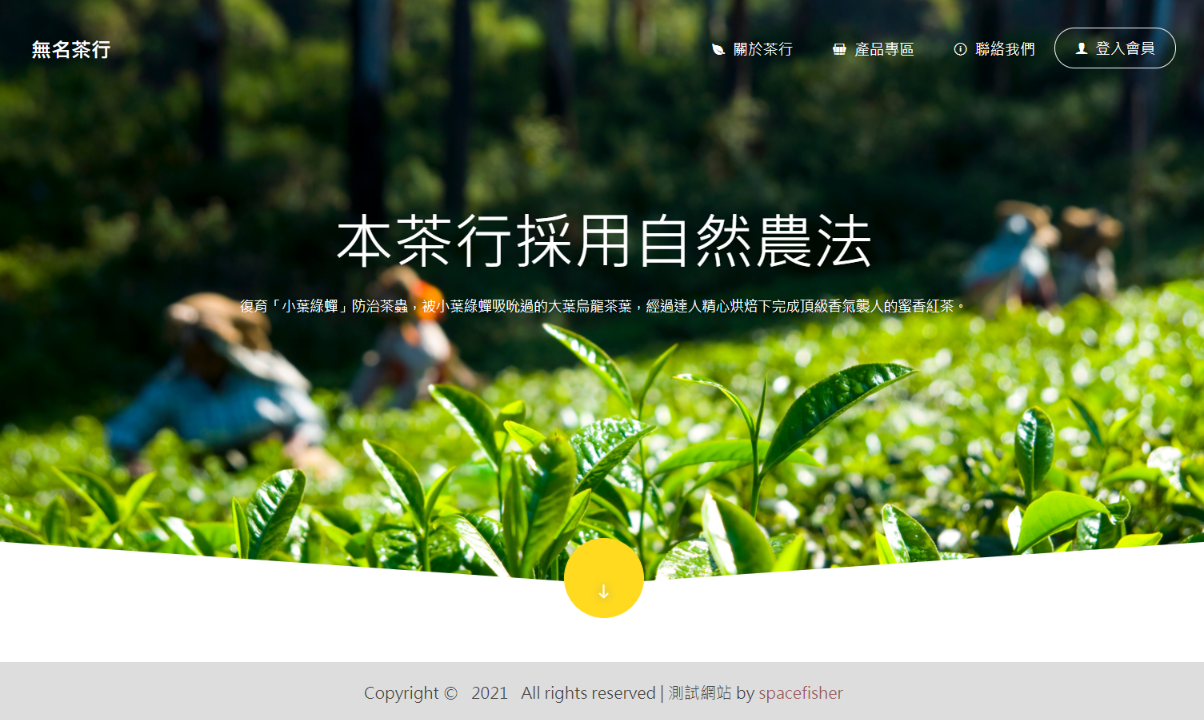 無名茶行
關於茶行
產品專區
聯絡我們
登入會員
本茶行採用自然農法
復育「小葉綠蟬」防治茶蟲，被小葉綠蟬吸吮過的大葉烏龍茶葉，經過達人精心烘焙下完成頂級香氣襲人的蜜香紅茶。
Copyright © 2021 All rights reserved | 測試網站 by spacefisher